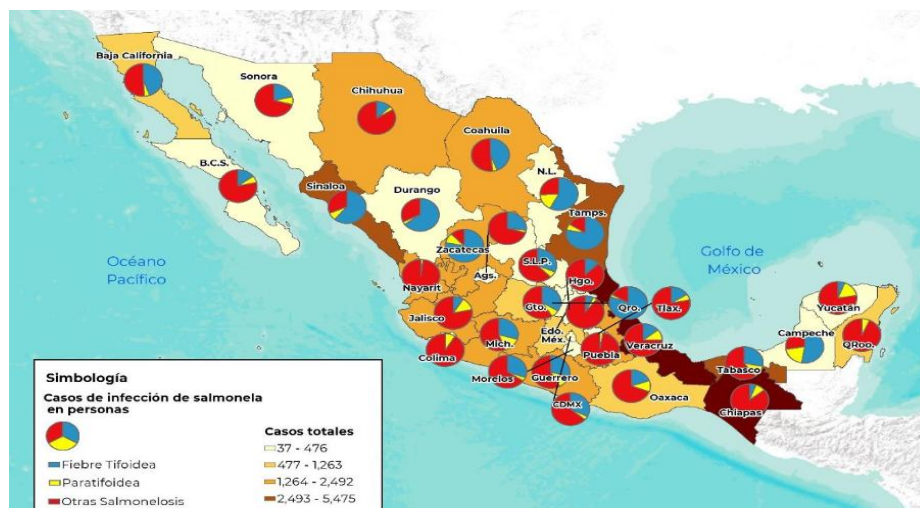 Baja California
Sonora
Chihuahua
Coahuila
B.C.S.
Sinaloa
Durango
N.L.
Tamps.
Zacatecas
Océano
Pacífico
Golfo de
México
Ags.
S.L.P.
Hgo.
Nayarit
Yucatán
Jalisco
Gto.
Qro.
Tlax.
Edo.
Méx.
Campeche
QRoo.
Colima
Mich.
Puebla
Veracruz
Tabasco
Morelos
Guerrero
Oaxaca
Chiapas
CDMX
Simbología
Casos de infección de salmonela
en personas
Fiebre Tifoidea
Paratifoidea
Otras Salmonelosis
Casos totales
37 - 476
477 - 1,263
1,264 - 2,492
2,493 - 5,475